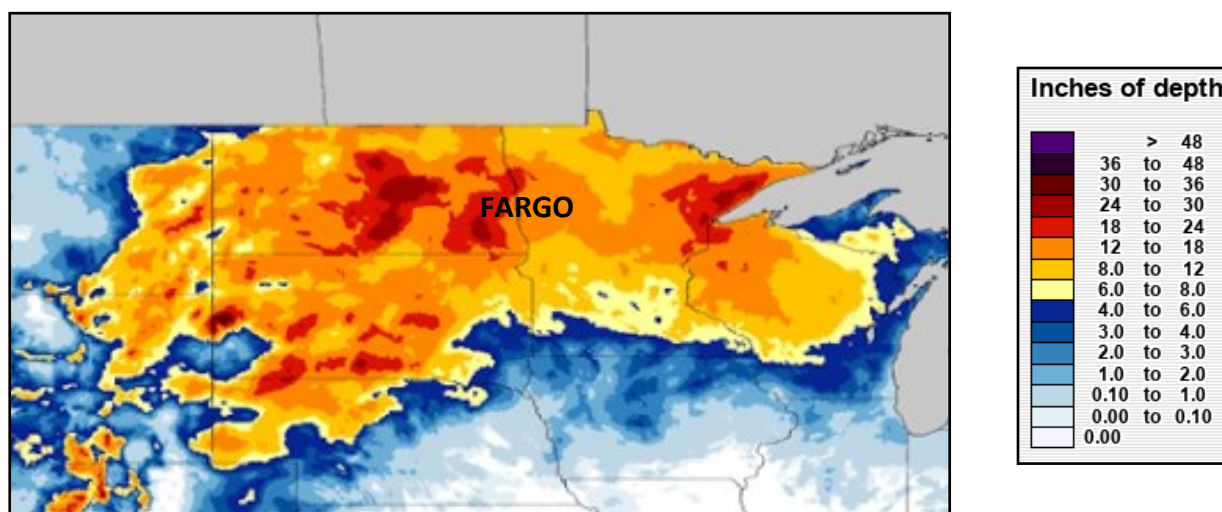 FARGO
Inches of depth
> 48
36 to 48
30 to 36
24 to 30
18 to 24
12 to 18
8.0 to 12
6.0 to 8.0
4.0 to 6.0
3.0 to 4.0
2.0 to 3.0
1.0 to 2.0
0.10 to 1.0
0.00 to 0.10
0.00